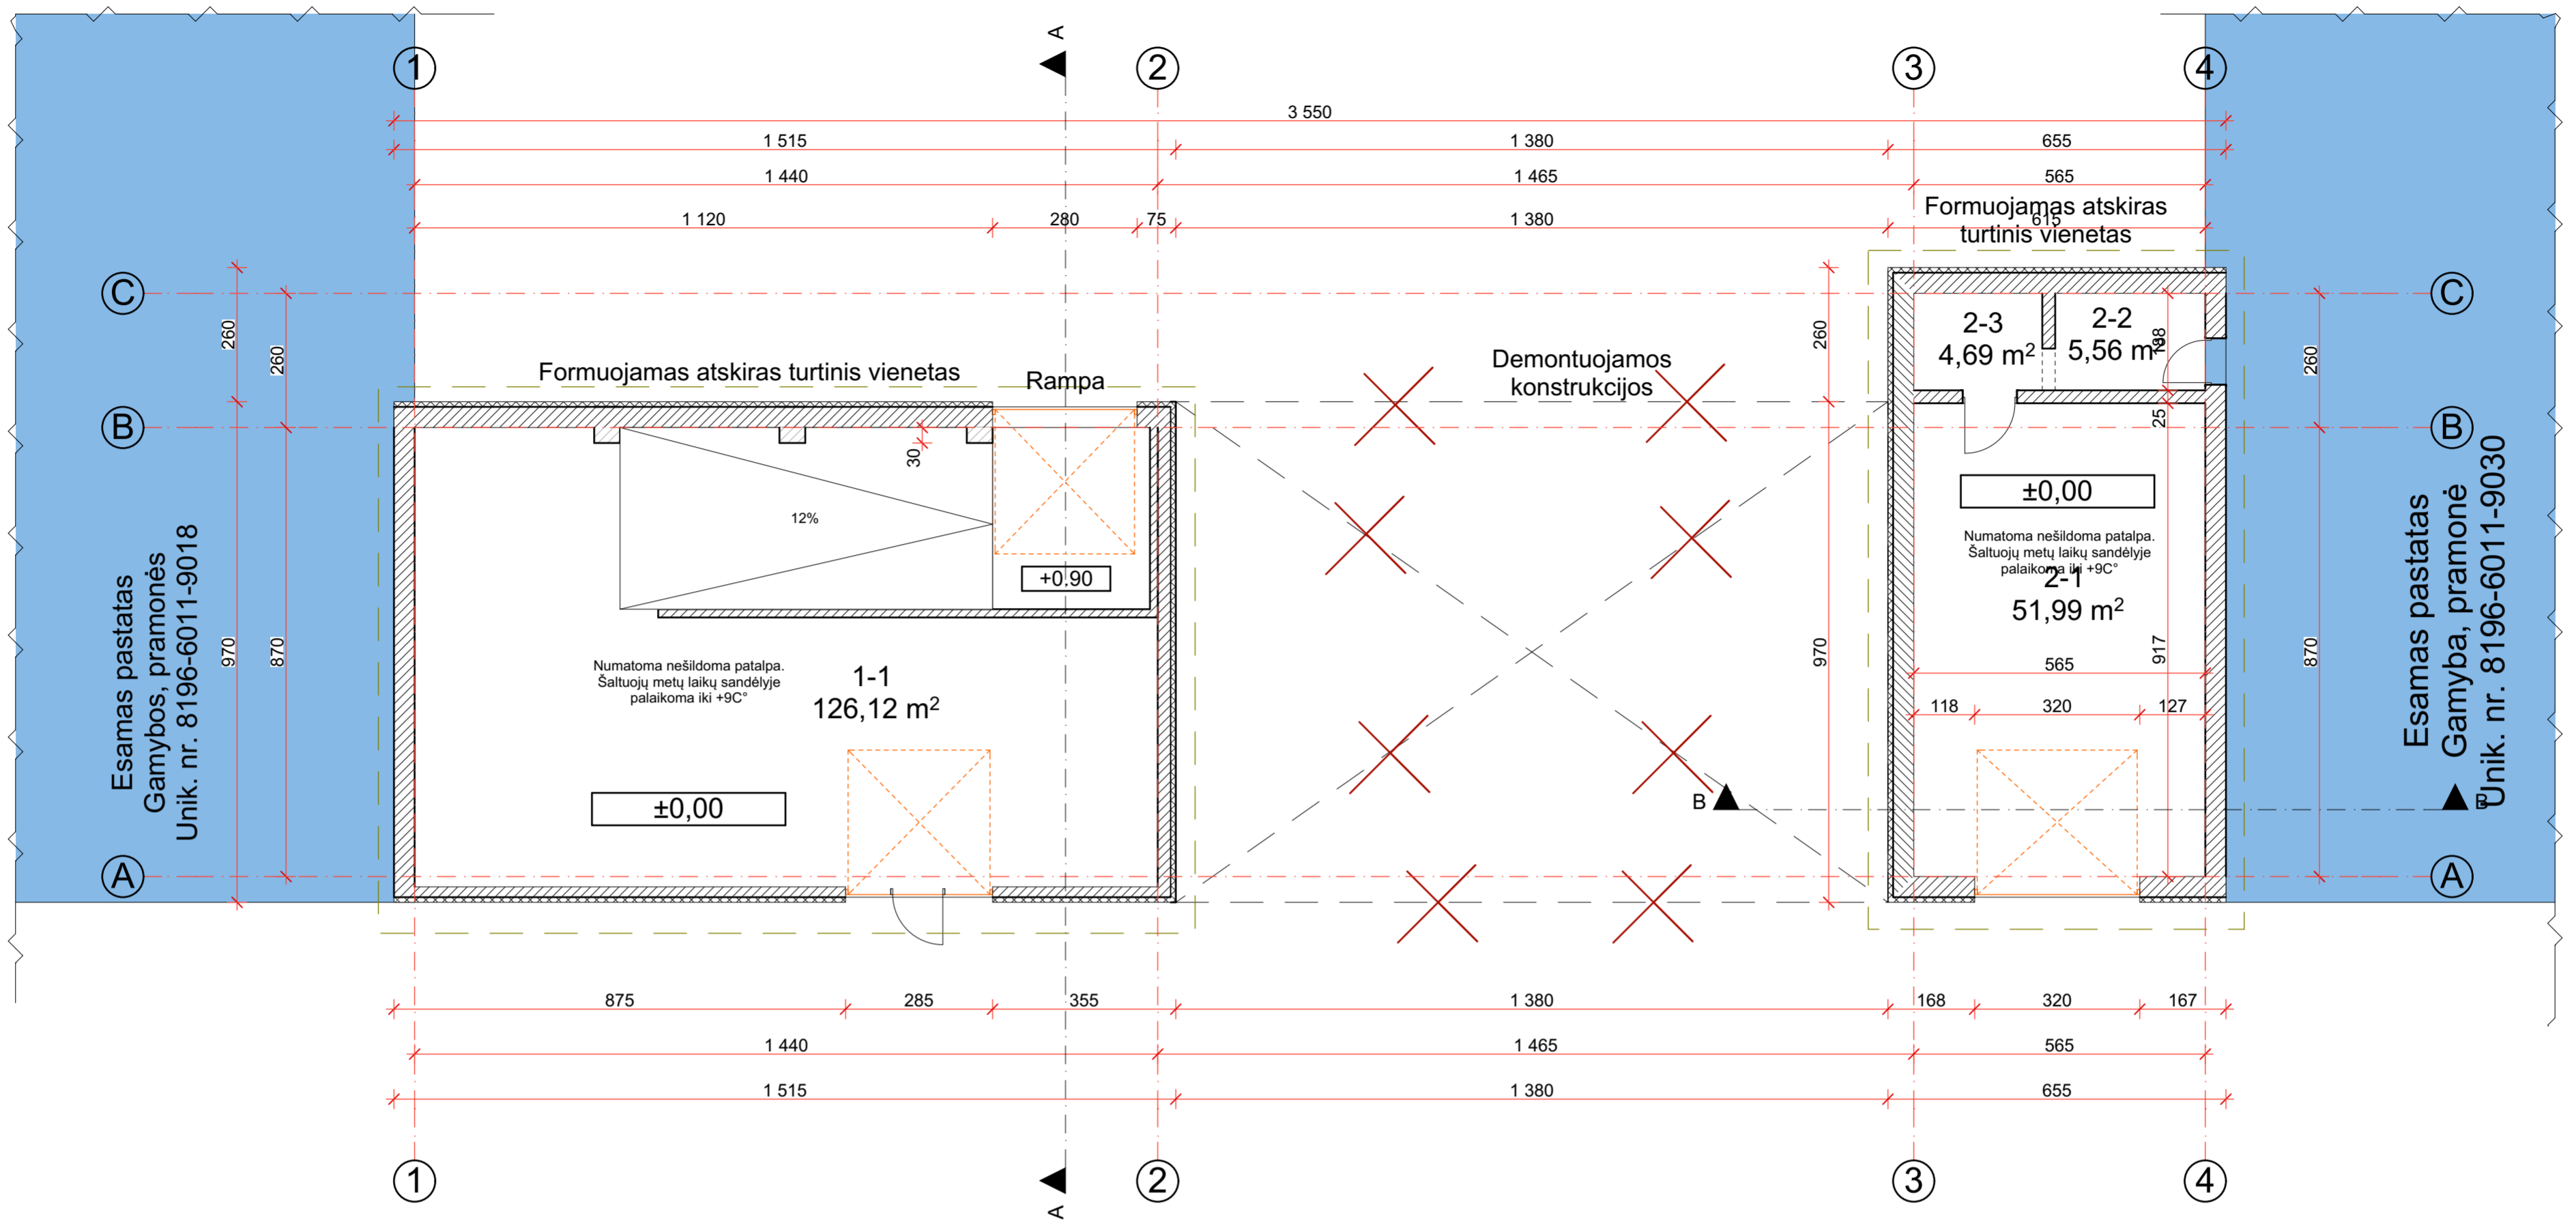 1
A
2
3
4
3 550
1 515
1 380
655
1 440
1 465
565
1 120
280
75
1 380
615
Formuojamas atskiras
turtinis vienetas
C
C
260
260
260
260
2-3
4,69 m²
2-2
5,56 m²
198
Formuojamas atskiras turtinis vienetas
Rampa
Demontuojamos
konstrukcijos
B
B
30
25
12%
+0.90
±0,00
Numatoma nešildoma patalpa.
Šaltuojų metų laikų sandėlyje
palaikoma iki +9C°
2-1
51,99 m²
Esamas pastatas
Gamybos, pramonės
Unik. nr. 8196-6011-9018
970
870
970
917
870
565
118
320
127
Numatoma nešildoma patalpa.
Šaltuojų metų laikų sandėlyje
palaikoma iki +9C°
1-1
126,12 m²
±0,00
Esamas pastatas
Gamyba, pramonė
Unik. nr. 8196-6011-9030
B
B
A
A
875
285
355
1 380
168
320
167
1 440
1 465
565
1 515
1 380
655
1
A
2
3
4